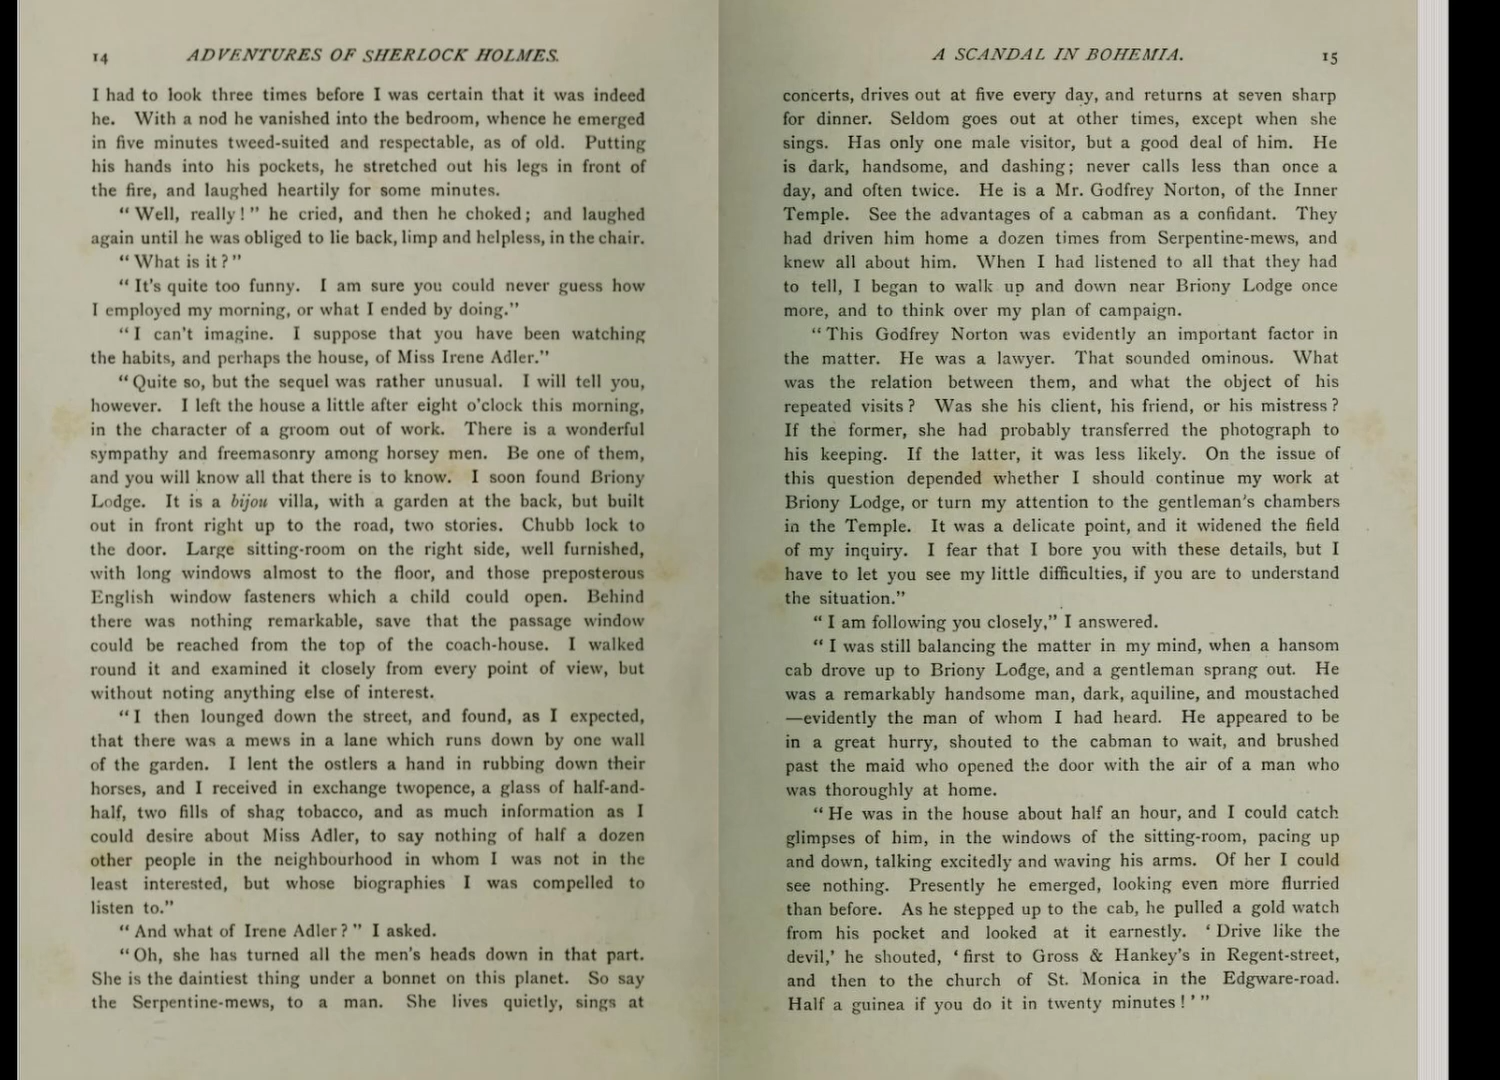 14 ADVENTURES OF SHERLOCK HOLMES.
I had to look three times before I was certain that it was indeed
he. With a nod he vanished into the bedroom, whence he emerged
in five minutes tweed-suited and respectable, as of old. Putting
his hands into his pockets, he stretched out his legs in front of
the fire, and laughed heartily for some minutes.
“Well, really!” he cried, and then he choked; and laughed
again until he was obliged to lie back, limp and helpless, in the chair.
“What is it?”
“It's quite too funny. I am sure you could never guess how
I employed my morning, or what I ended by doing.”
“I can't imagine. I suppose that you have been watching
the habits, and perhaps the house, of Miss Irene Adler.”
“Quite so, but the sequel was rather unusual. I will tell you,
however. I left the house a little after eight o'clock this morning,
in the character of a groom out of work. There is a wonderful
sympathy and freemasonry among horsey men. Be one of them,
and you will know all that there is to know. I soon found Briony
Lodge. It is a bijou villa, with a garden at the back, but built
out in front right up to the road, two stories. Chubb lock to
the door. Large sitting-room on the right side, well furnished,
with long windows almost to the floor, and those preposterous
English window fasteners which a child could open. Behind
there was nothing remarkable, save that the passage window
could be reached from the top of the coach-house. I walked
round it and examined it closely from every point of view, but
without noting anything else of interest.
“I then lounged down the street, and found, as I expected,
that there was a mews in a lane which runs down by one wall
of the garden. I lent the ostlers a hand in rubbing down their
horses, and I received in exchange twopence, a glass of half-and-
half, two fills of shag tobacco, and as much information as I
could desire about Miss Adler, to say nothing of half a dozen
other people in the neighbourhood in whom I was not in the
least interested, but whose biographies I was compelled to
listen to.”
“And what of Irene Adler?” I asked.
“Oh, she has turned all the men's heads down in that part.
She is the daintiest thing under a bonnet on this planet. So say
the Serpentine-mews, to a man. She lives quietly, sings at
A SCANDAL IN BOHEMIA. 15
concerts, drives out at five every day, and returns at seven sharp
for dinner. Seldom goes out at other times, except when she
sings. Has only one male visitor, but a good deal of him. He
is dark, handsome, and dashing; never calls less than once a
day, and often twice. He is a Mr. Godfrey Norton, of the Inner
Temple. See the advantages of a cabman as a confidant. They
had driven him home a dozen times from Serpentine-mews, and
knew all about him. When I had listened to all that they had
to tell, I began to walk up and down near Briony Lodge once
more, and to think over my plan of campaign.
“This Godfrey Norton was evidently an important factor in
the matter. He was a lawyer. That sounded ominous. What
was the relation between them, and what the object of his
repeated visits? Was she his client, his friend, or his mistress?
If the former, she had probably transferred the photograph to
his keeping. If the latter, it was less likely. On the issue of
this question depended whether I should continue my work at
Briony Lodge, or turn my attention to the gentleman's chambers
in the Temple. It was a delicate point, and it widened the field
of my inquiry. I fear that I bore you with these details, but I
have to let you see my little difficulties, if you are to understand
the situation.”
“I am following you closely,” I answered.
“I was still balancing the matter in my mind, when a hansom
cab drove up to Briony Lodge, and a gentleman sprang out. He
was a remarkably handsome man, dark, aquiline, and moustached
—evidently the man of whom I had heard. He appeared to be
in a great hurry, shouted to the cabman to wait, and brushed
past the maid who opened the door with the air of a man who
was thoroughly at home.
“He was in the house about half an hour, and I could catch
glimpses of him, in the windows of the sitting-room, pacing up
and down, talking excitedly and waving his arms. Of her I could
see nothing. Presently he emerged, looking even more flurried
than before. As he stepped up to the cab, he pulled a gold watch
from his pocket and looked at it earnestly. ‘Drive like the
devil,’ he shouted, ‘first to Gross & Hankey's in Regent-street,
and then to the church of St. Monica in the Edgware-road.
Half a guinea if you do it in twenty minutes!’”